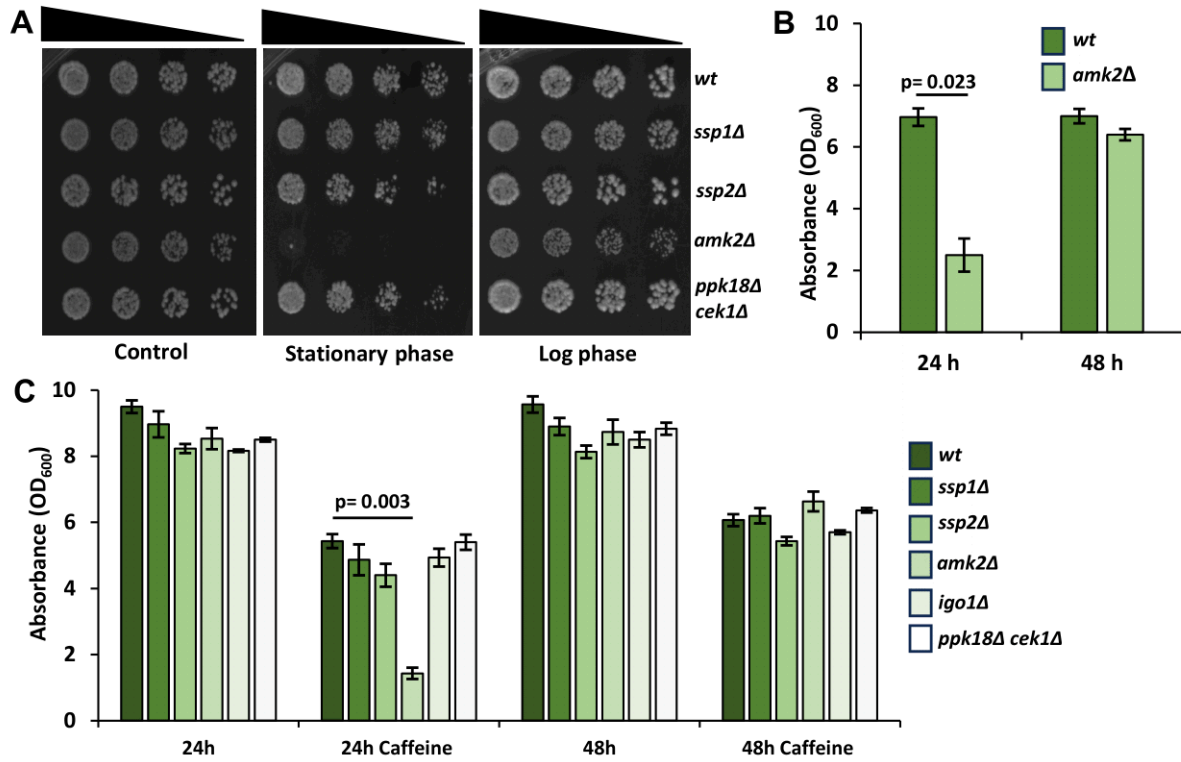 A
wt
ssp1Δ
ssp2Δ
amk2Δ
ppk18Δ
cek1Δ
Control
Stationary phase
Log phase
B
Absorbance (OD600)
10
8
6
4
2
0
p= 0.023
wt
amk2Δ
24 h
48 h
C
Absorbance (OD600)
10
8
6
4
2
0
p= 0.003
24h
24h Caffeine
48h
48h Caffeine
wt
ssp1Δ
ssp2Δ
amk2Δ
igo1Δ
ppk18Δ cek1Δ